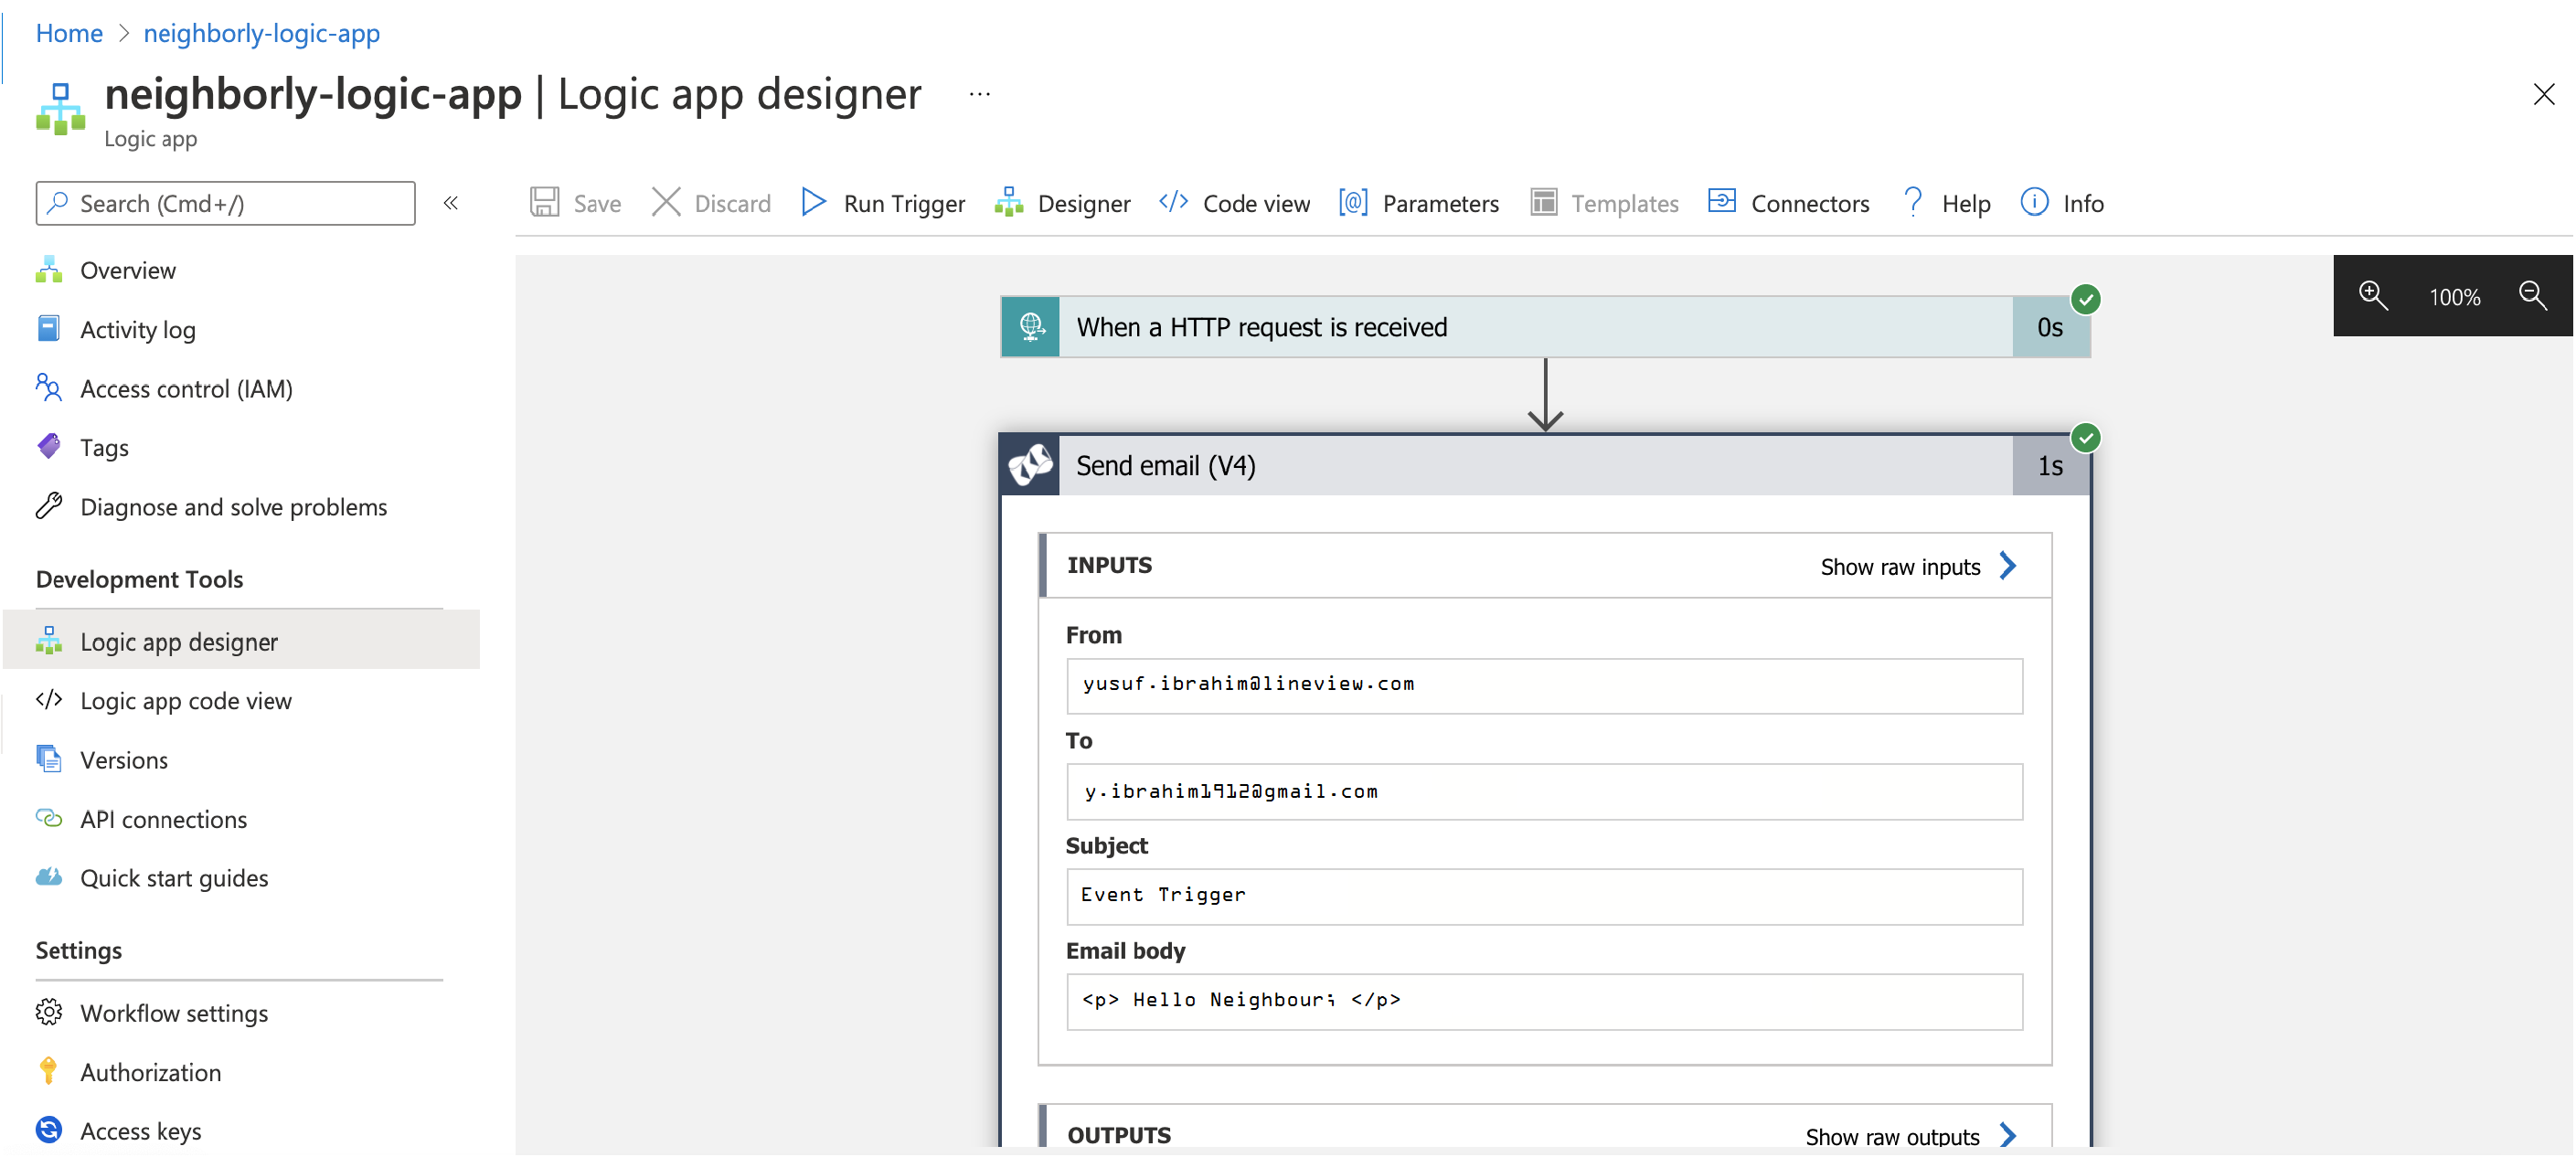 Home > neighborly-logic-app
neighborly-logic-app | Logic app designer ...
Logic app
Search (Cmd+/) «
Save Discard Run Trigger Designer </> Code view [@] Parameters Templates Connectors ? Help Info
Overview
Activity log
Access control (IAM)
Tags
Diagnose and solve problems
Development Tools
Logic app designer
</> Logic app code view
Versions
API connections
Quick start guides
Settings
Workflow settings
Authorization
Access keys
When a HTTP request is received 0s
100%
Send email (V4) 1s
INPUTS Show raw inputs
From
yusuf.ibrahim@lineview.com
To
y.ibrahim1912@gmail.com
Subject
Event Trigger
Email body
<p> Hello Neighbour; </p>
OUTPUTS Show raw outputs